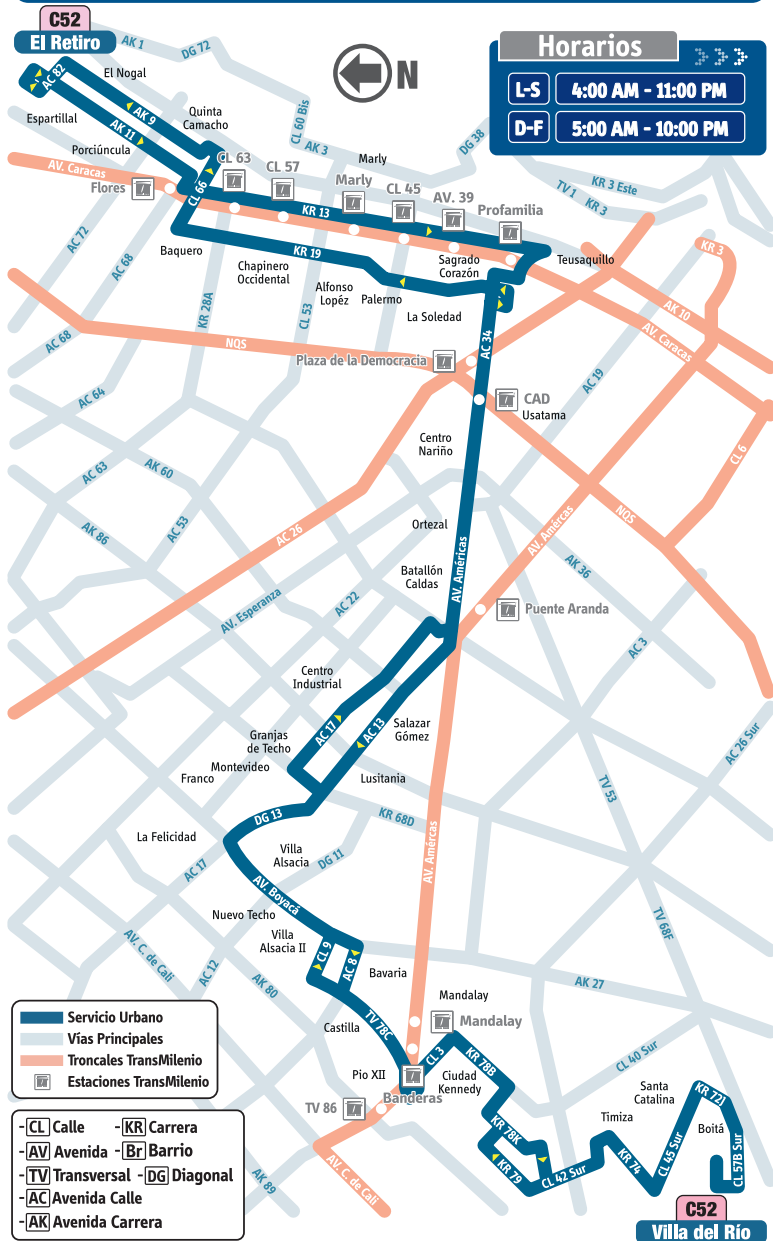 C52
El Retiro
Horarios
L-S
4:00 AM - 11:00 PM
D-F
5:00 AM - 10:00 PM
N
AK 1
DG 72
El Nogal
AC 82
AK 9
Quinta
Camacho
CL 60 Bis
AK 3
Espartillal
AK 11
Porciúncula
Marly
DG 38
AV. Caracas
Flores
CL 63
CL 57
Marly
CL 45
AV. 39
Profamilia
KR 3 Este
TV 1
KR 3
CL 66
KR 13
AC 72
AC 68
Baquero
KR 19
Chapinero
Occidental
Alfonso
Lopéz
Palermo
Sagrado
Corazón
Teusaquillo
KR 3
La Soledad
KR 28A
CL 53
AK 10
AC 68
NQS
Plaza de la Democracia
AC 34
AV. Caracas
AC 64
CAD
Usatama
AC 19
Centro
Nariño
CL 6
AC 63
AK 60
AC 53
AK 86
AC 26
Ortezal
NQS
AV. Amércas
Batallón
Caldas
AV. Américas
AK 36
AV. Esperanza
AC 22
Puente Aranda
AC 3
Centro
Industrial
AC 17
AC 13
Salazar
Gómez
Granjas
de Techo
Montevideo
Franco
Lusitania
AC 26 Sur
TV 53
DG 13
KR 68D
La Felicidad
Villa
Alsacia
DG 11
AV. Amércas
AC 17
AV. Boyacá
Nuevo Techo
TV 68F
Villa
Alsacia II
CL 9
AC 8
AV. C. de Cali
AC 12
AK 80
Bavaria
AK 27
Mandalay
Mandalay
Castilla
TV 78C
Servicio Urbano
Vías Principales
Troncales TransMilenio
Estaciones TransMilenio
CL 3
KR 78B
CL 40 Sur
Pio XII
Ciudad
Kennedy
Banderas
TV 86
KR 78K
KR 79
CL 42 Sur
Timiza
KR 74
Santa
Catalina
CL 45 Sur
KR 72J
Boitá
CL 57B Sur
AV. C. de Cali
AK 89
-CL Calle
-KR Carrera
-AV Avenida
-Br Barrio
-TV Transversal
-DG Diagonal
-AC Avenida Calle
-AK Avenida Carrera
C52
Villa del Río